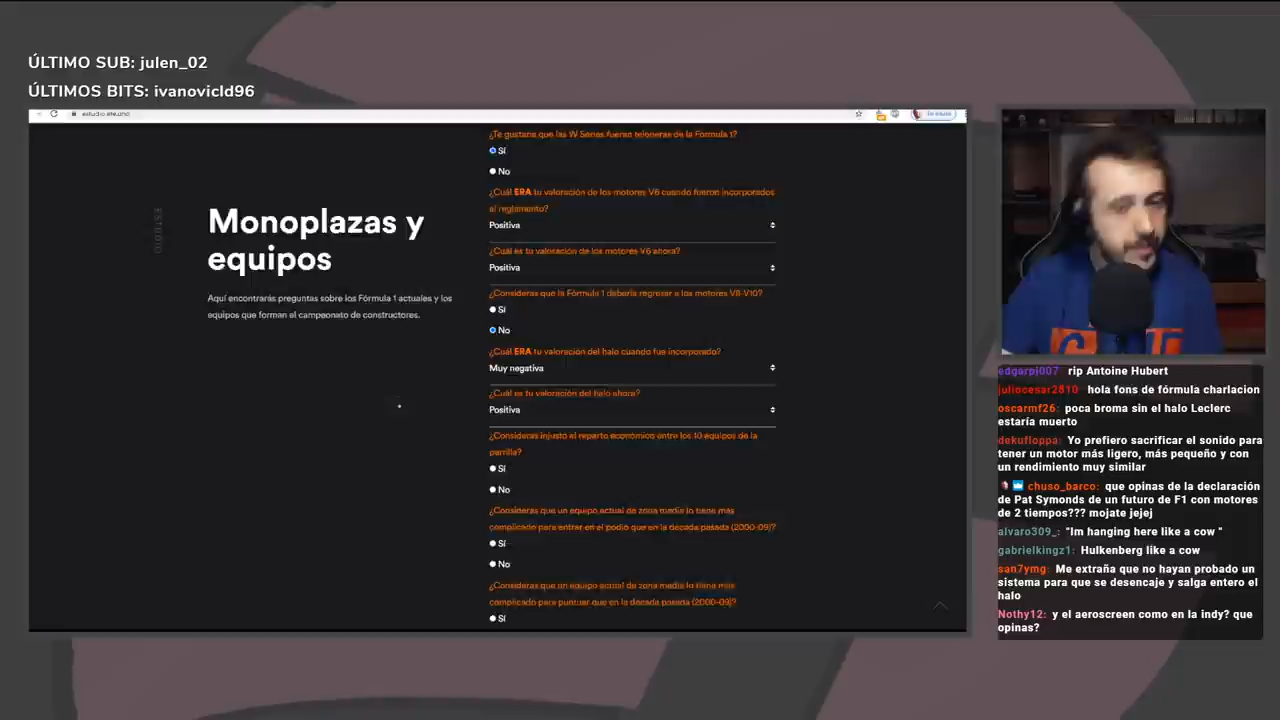 ÚLTIMO SUB: julen_02
ÚLTIMOS BITS: ivanovicld96
ESTUDIO
Monoplazas y
equipos
Aquí encontrarás preguntas sobre los Fórmula 1 actuales y los
equipos que forman el campeonato de constructores.
¿Te gustaría que las W Series fueran teloneras de la Fórmula 1?
Sí
No
¿Cuál ERA tu valoración de los motores V6 cuando fueron incorporados
al reglamento?
Positiva
¿Cuál es tu valoración de los motores V6 ahora?
Positiva
¿Consideras que la Fórmula 1 debería regresar a los motores V8-V10?
Sí
No
¿Cuál ERA tu valoración del halo cuando fue incorporado?
Muy negativa
¿Cuál es tu valoración del halo ahora?
Positiva
¿Consideras injusto el reparto económico entre los 10 equipos de la
parrilla?
Sí
No
¿Consideras que un equipo actual de zona media lo tiene más
complicado para entrar en el podio que en la década pasada (2000-09)?
Sí
No
¿Consideras que un equipo actual de zona media lo tiene más
complicado para puntuar que en la década pasada (2000-09)?
Sí
edgarpj007 rip Antoine Hubert
juliocesar2810 hola fons de fórmula charlacion
oscarmf26: poca broma sin el halo Leclerc
estaría muerto
dekufloppa: Yo prefiero sacrificar el sonido para
tener un motor más ligero, más pequeño y con
un rendimiento muy similar
chuso_barco: que opinas de la declaración
de Pat Symonds de un futuro de F1 con motores
de 2 tiempos??? mojate jejej
alvaro309_: "Im hanging here like a cow "
gabrielkingz1: Hulkenberg like a cow
san7ymg: Me extraña que no hayan probado un
sistema para que se desencaje y salga entero el
halo
Nothy12: y el aeroscreen como en la indy? que
opinas?